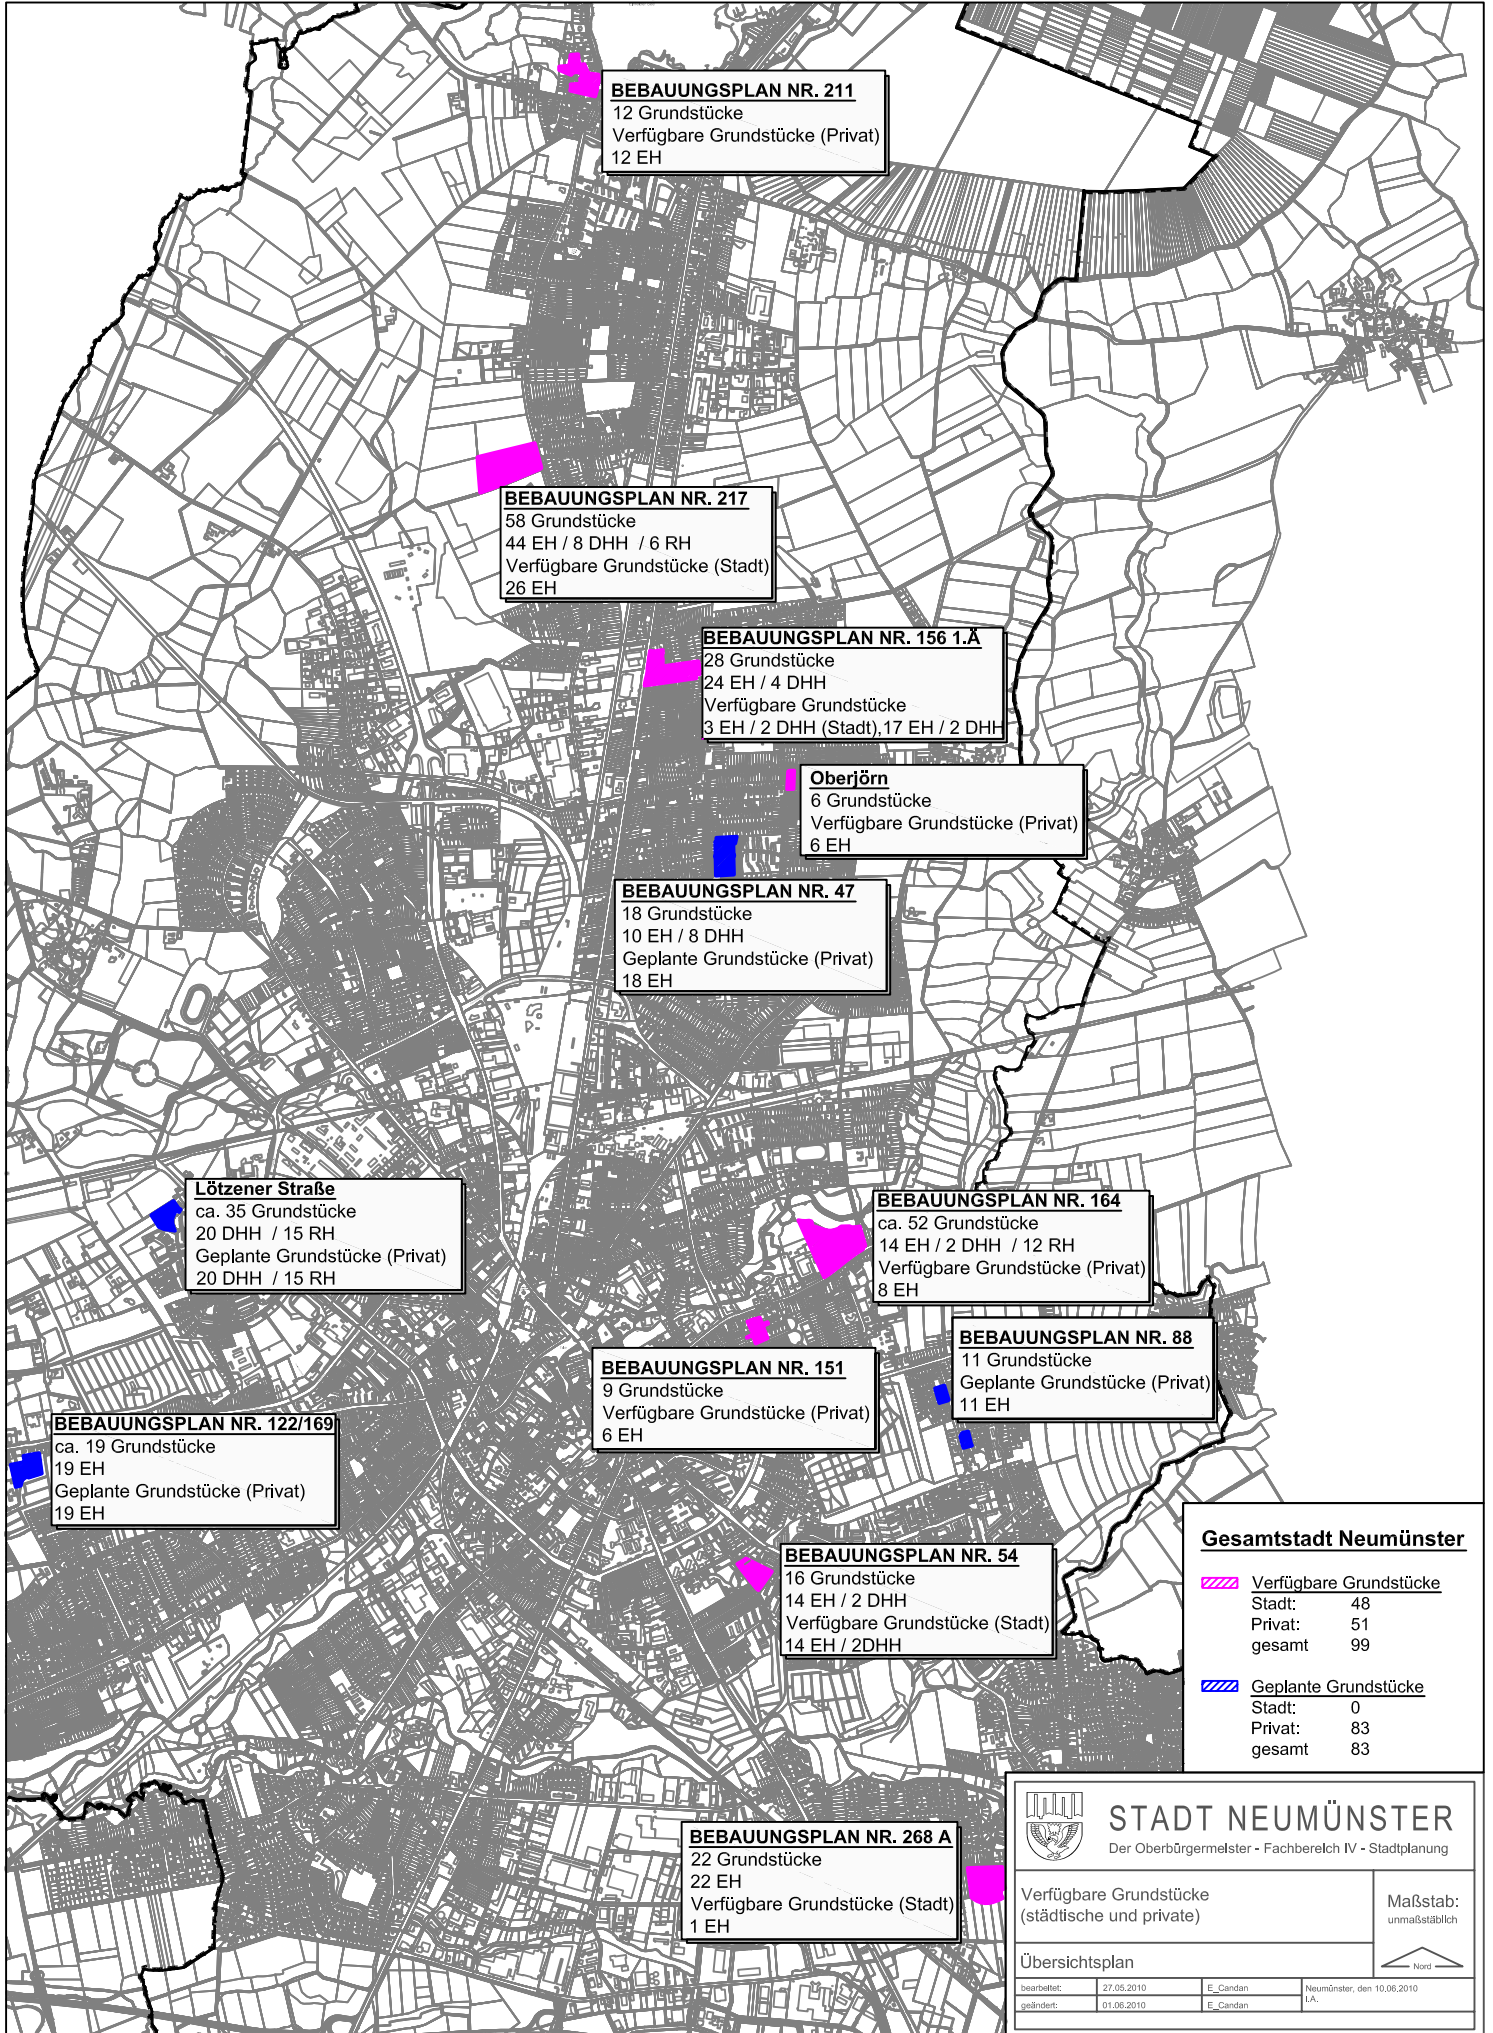 BEBAUUNGSPLAN NR. 211
12 Grundstücke
Verfügbare Grundstücke (Privat)
12 EH
BEBAUUNGSPLAN NR. 217
58 Grundstücke
44 EH / 8 DHH / 6 RH
Verfügbare Grundstücke (Stadt)
26 EH
BEBAUUNGSPLAN NR. 156 1.Ä
28 Grundstücke
24 EH / 4 DHH
Verfügbare Grundstücke
3 EH / 2 DHH (Stadt),17 EH / 2 DHH
Oberjörn
6 Grundstücke
Verfügbare Grundstücke (Privat)
6 EH
BEBAUUNGSPLAN NR. 47
18 Grundstücke
10 EH / 8 DHH
Geplante Grundstücke (Privat)
18 EH
Lötzener Straße
ca. 35 Grundstücke
20 DHH / 15 RH
Geplante Grundstücke (Privat)
20 DHH / 15 RH
BEBAUUNGSPLAN NR. 164
ca. 52 Grundstücke
14 EH / 2 DHH / 12 RH
Verfügbare Grundstücke (Privat)
8 EH
BEBAUUNGSPLAN NR. 88
11 Grundstücke
Geplante Grundstücke (Privat)
11 EH
BEBAUUNGSPLAN NR. 151
9 Grundstücke
Verfügbare Grundstücke (Privat)
6 EH
BEBAUUNGSPLAN NR. 122/169
ca. 19 Grundstücke
19 EH
Geplante Grundstücke (Privat)
19 EH
BEBAUUNGSPLAN NR. 54
16 Grundstücke
14 EH / 2 DHH
Verfügbare Grundstücke (Stadt)
14 EH / 2DHH
BEBAUUNGSPLAN NR. 268 A
22 Grundstücke
22 EH
Verfügbare Grundstücke (Stadt)
1 EH
Gesamtstadt Neumünster
Verfügbare Grundstücke
Stadt: 48
Privat: 51
gesamt 99
Geplante Grundstücke
Stadt: 0
Privat: 83
gesamt 83
STADT NEUMÜNSTER
Der Oberbürgermeister - Fachbereich IV - Stadtplanung
Verfügbare Grundstücke
(städtische und private)
Maßstab:
unmaßstäblich
Übersichtsplan
Nord
bearbeitet: 27.05.2010 E_Candan Neumünster, den 10.06.2010
I.A.
geändert: 01.06.2010 E_Candan